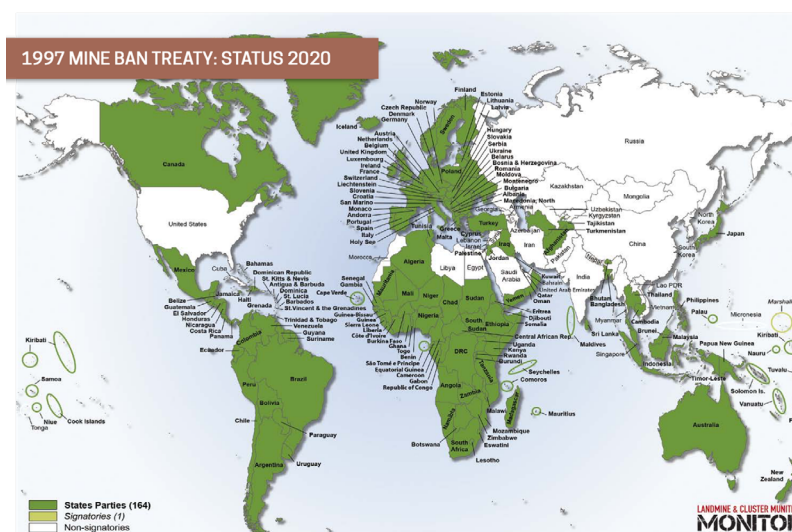 1997 MINE BAN TREATY: STATUS 2020
Finland
Estonia
Lithuania
Latvia
Norway
Czech Republic
Denmark
Germany
Sweden
Iceland
Austria
Netherlands
Belgium
United Kingdom
Luxembourg
Ireland
France
Switzerland
Liechtenstein
Slovenia
Croatia
San Marino
Monaco
Andorra
Portugal
Spain
Italy
Holy See
Poland
Hungary
Slovakia
Serbia
Ukraine
Belarus
Bosnia & Herzegovina
Romania
Moldova
Montenegro
Bulgaria
Albania
Macedonia, North
Armenia
Georgia
Azerbaijan
Russia
Kazakhstan
Mongolia
Uzbekistan
Kyrgyzstan
Tajikistan
Turkmenistan
North Korea
South Korea
Japan
China
Canada
United States
Mexico
Cuba
Bahamas
Dominican Republic
St. Kitts & Nevis
Antigua & Barbuda
Dominica
St. Lucia
Barbados
St.Vincent & the Grenadines
Jamaica
Haiti
Grenada
Trinidad & Tobago
Venezuela
Guyana
Suriname
Belize
Guatemala
El Salvador
Honduras
Nicaragua
Costa Rica
Panama
Colombia
Ecuador
Peru
Brazil
Bolivia
Chile
Paraguay
Argentina
Uruguay
Kiribati
Samoa
Niue
Tonga
Cook Islands
Tunisia
Greece
Malta
Cyprus
Lebanon
Israel
Palestine
Turkey
Iraq
Jordan
Iran
Afghanistan
Pakistan
Morocco
Algeria
Libya
Egypt
Saudi Arabia
Kuwait
Bahrain
United Arab Emirates
Qatar
Oman
Yemen
Senegal
Gambia
Cape Verde
Mauritania
Mali
Niger
Chad
Sudan
Guinea-Bissau
Guinea
Sierra Leone
Liberia
Côte d'Ivoire
Burkina Faso
Ghana
Togo
Benin
Nigeria
São Tomé e Príncipe
Equatorial Guinea
Cameroon
Gabon
Republic of Congo
South Sudan
Ethiopia
Eritrea
Djibouti
Somalia
Central African Rep.
Uganda
Kenya
Rwanda
Burundi
DRC
Tanzania
Seychelles
Comoros
Angola
Zambia
Malawi
Mozambique
Zimbabwe
Eswatini
Lesotho
Namibia
Botswana
South Africa
Madagascar
Mauritius
India
Bhutan
Bangladesh
Myanmar
Sri Lanka
Maldives
Lao PDR
Thailand
Vietnam
Cambodia
Brunei
Malaysia
Singapore
Indonesia
Philippines
Palau
Micronesia
Marshall
Kiribati
Nauru
Tuvalu
Papua New Guinea
Timor-Leste
Solomon Is.
Vanuatu
Australia
New Zealand
States Parties (164)
Signatories (1)
Non-signatories
LANDMINE & CLUSTER MUNITI
MONITO